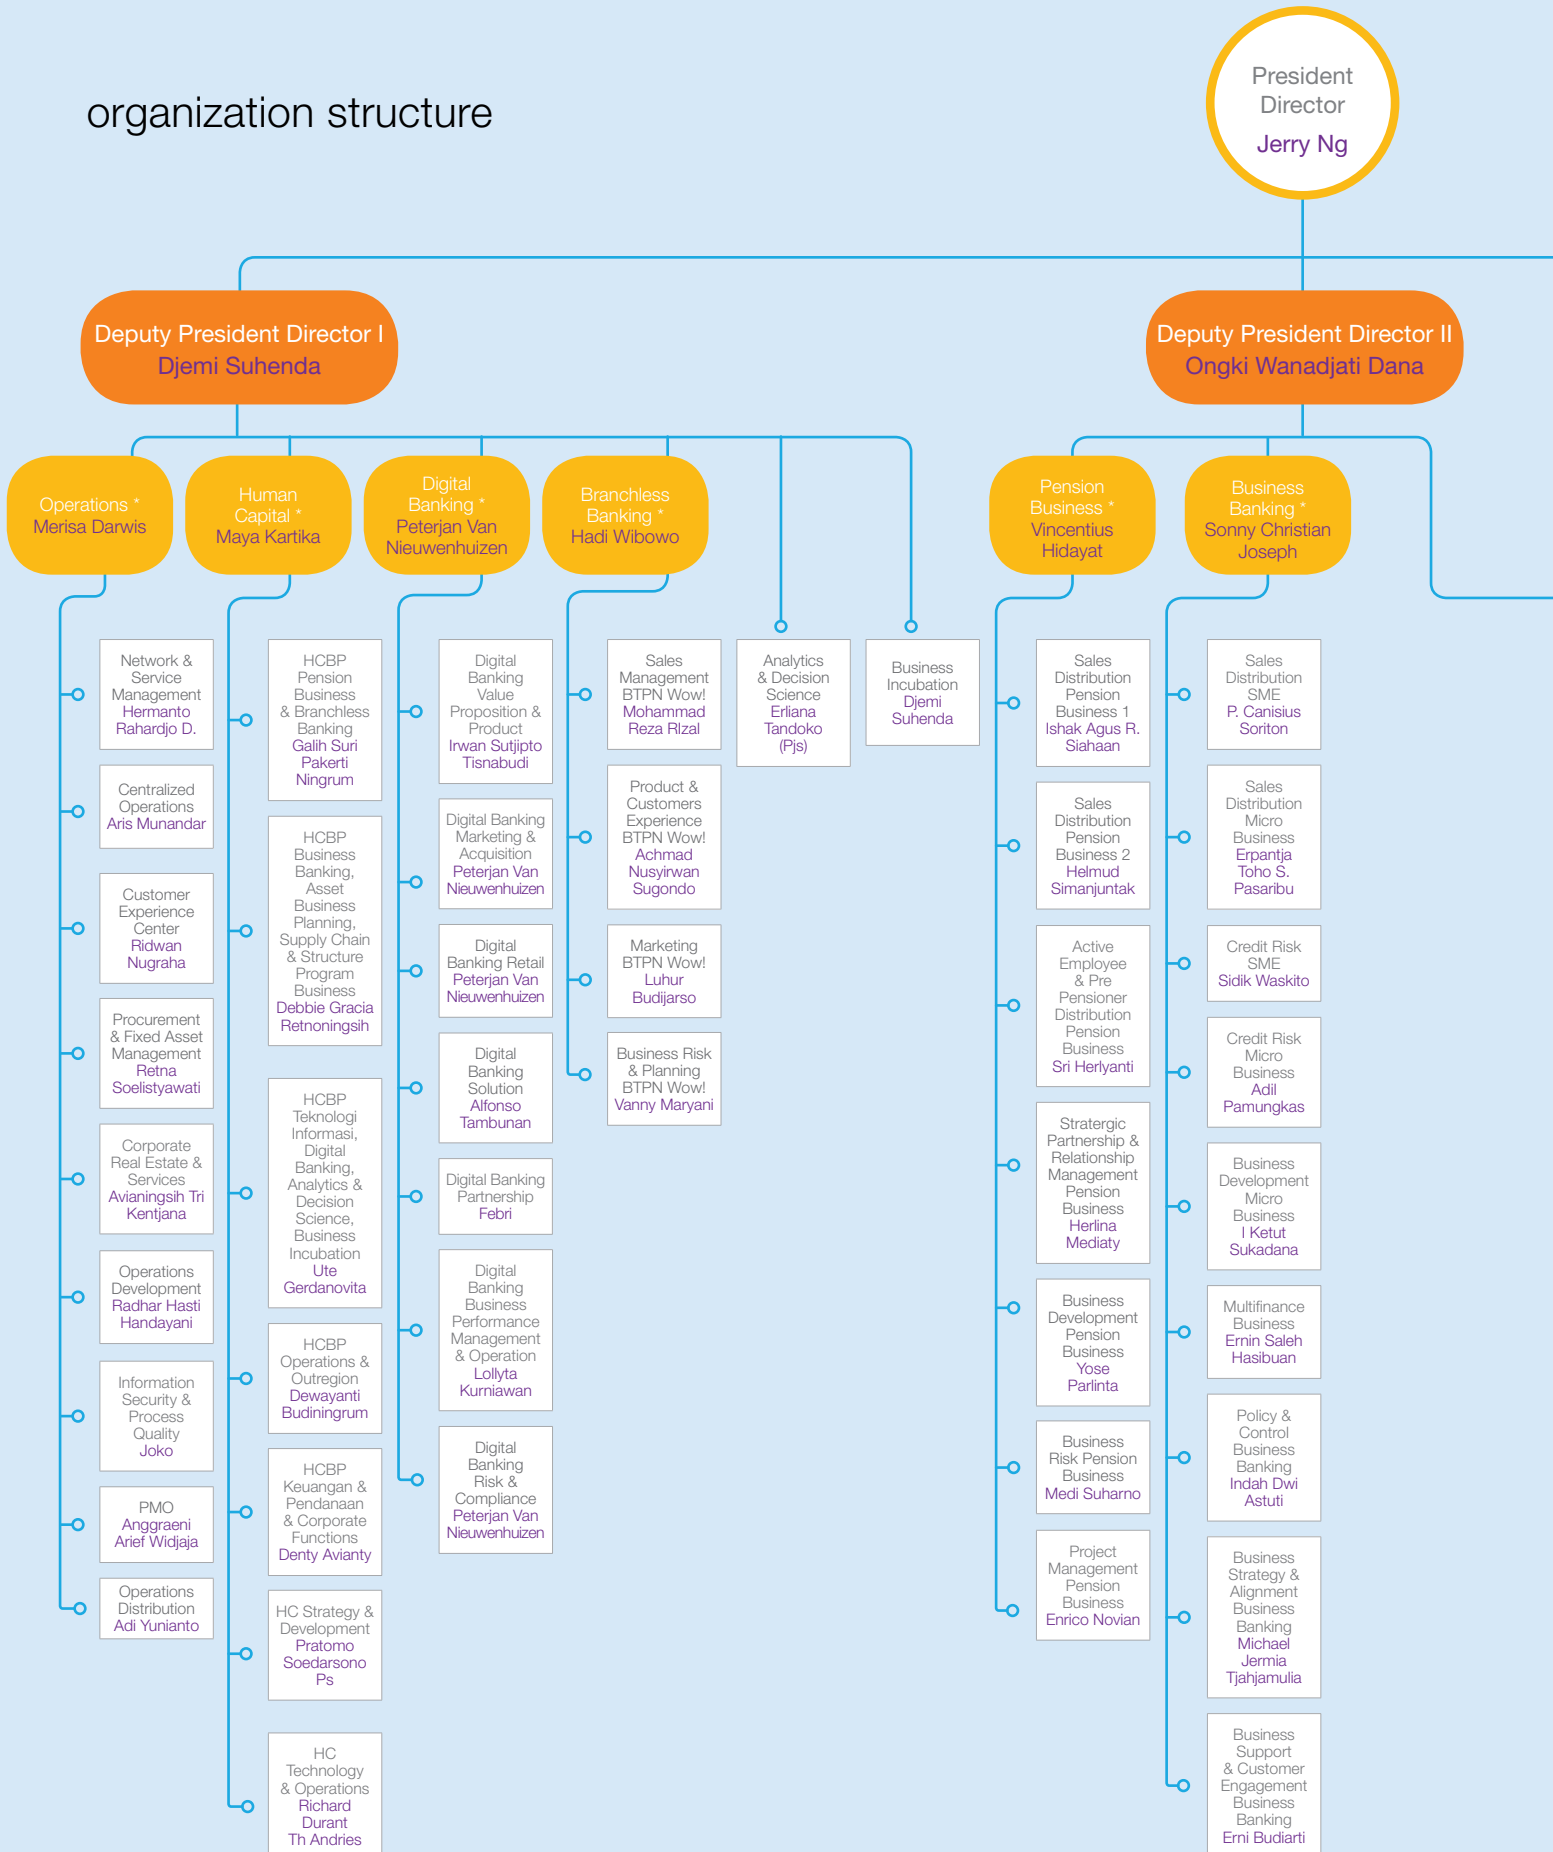 organization structure
President
Director
Jerry Ng
Deputy President Director I
Djemi Suhenda
Deputy President Director II
Ongki Wanadjati Dana
Operations *
Merisa Darwis
Human
Capital *
Maya Kartika
Digital
Banking *
Peterjan Van
Nieuwenhuizen
Branchless
Banking *
Hadi Wibowo
Pension
Business *
Vincentius
Hidayat
Business
Banking *
Sonny Christian
Joseph
Network &
Service
Management
Hermanto
Rahardjo D.
Centralized
Operations
Aris Munandar
Customer
Experience
Center
Ridwan
Nugraha
Procurement
& Fixed Asset
Management
Retna
Soelistyawati
Corporate
Real Estate &
Services
Avianingsih Tri
Kentjana
Operations
Development
Radhar Hasti
Handayani
Information
Security &
Process
Quality
Joko
PMO
Anggraeni
Arief Widjaja
Operations
Distribution
Adi Yunianto
HCBP
Pension
Business
& Branchless
Banking
Galih Suri
Pakerti
Ningrum
HCBP
Business
Banking,
Asset
Business
Planning,
Supply Chain
& Structure
Program
Business
Debbie Gracia
Retnoningsih
HCBP
Teknologi
Informasi,
Digital
Banking,
Analytics &
Decision
Science,
Business
Incubation
Ute
Gerdanovita
HCBP
Operations &
Outregion
Dewayanti
Budiningrum
HCBP
Keuangan &
Pendanaan
& Corporate
Functions
Denty Avianty
HC Strategy &
Development
Pratomo
Soedarsono
Ps
HC
Technology
& Operations
Richard
Durant
Th Andries
Digital
Banking
Value
Proposition &
Product
Irwan Sutjipto
Tisnabudi
Digital Banking
Marketing &
Acquisition
Peterjan Van
Nieuwenhuizen
Digital
Banking Retail
Peterjan Van
Nieuwenhuizen
Digital
Banking
Solution
Alfonso
Tambunan
Digital Banking
Partnership
Febri
Digital
Banking
Business
Performance
Management
& Operation
Lollyta
Kurniawan
Digital
Banking
Risk &
Compliance
Peterjan Van
Nieuwenhuizen
Sales
Management
BTPN Wow!
Mohammad
Reza RIzal
Product &
Customers
Experience
BTPN Wow!
Achmad
Nusyirwan
Sugondo
Marketing
BTPN Wow!
Luhur
Budijarso
Business Risk
& Planning
BTPN Wow!
Vanny Maryani
Analytics
& Decision
Science
Erliana
Tandoko
(Pjs)
Business
Incubation
Djemi
Suhenda
Sales
Distribution
Pension
Business 1
Ishak Agus R.
Siahaan
Sales
Distribution
Pension
Business 2
Helmud
Simanjuntak
Active
Employee
& Pre
Pensioner
Distribution
Pension
Business
Sri Herlyanti
Stratergic
Partnership &
Relationship
Management
Pension
Business
Herlina
Mediaty
Business
Development
Pension
Business
Yose
Parlinta
Business
Risk Pension
Business
Medi Suharno
Project
Management
Pension
Business
Enrico Novian
Sales
Distribution
SME
P. Canisius
Soriton
Sales
Distribution
Micro
Business
Erpantja
Toho S.
Pasaribu
Credit Risk
SME
Sidik Waskito
Credit Risk
Micro
Business
Adil
Pamungkas
Business
Development
Micro
Business
I Ketut
Sukadana
Multifinance
Business
Ernin Saleh
Hasibuan
Policy &
Control
Business
Banking
Indah Dwi
Astuti
Business
Strategy &
Alignment
Business
Banking
Michael
Jermia
Tjahjamulia
Business
Support
& Customer
Engagement
Business
Banking
Erni Budiarti